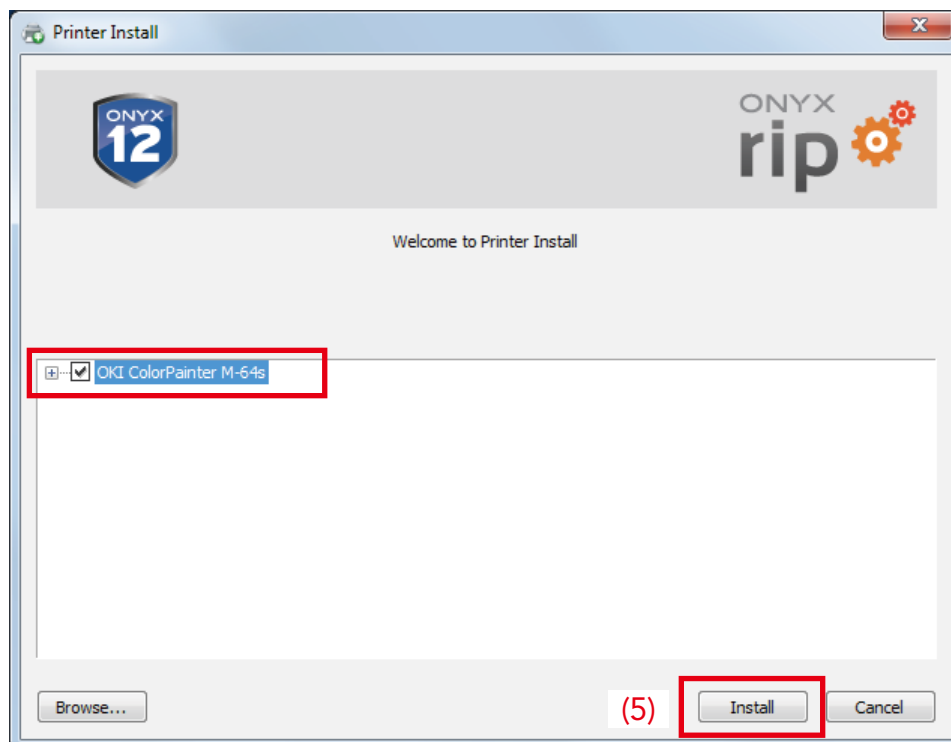 Printer Install
ONYX
12
ONYX
rip
Welcome to Printer Install
OKI ColorPainter M-64s
Browse...
(5)
Install
Cancel